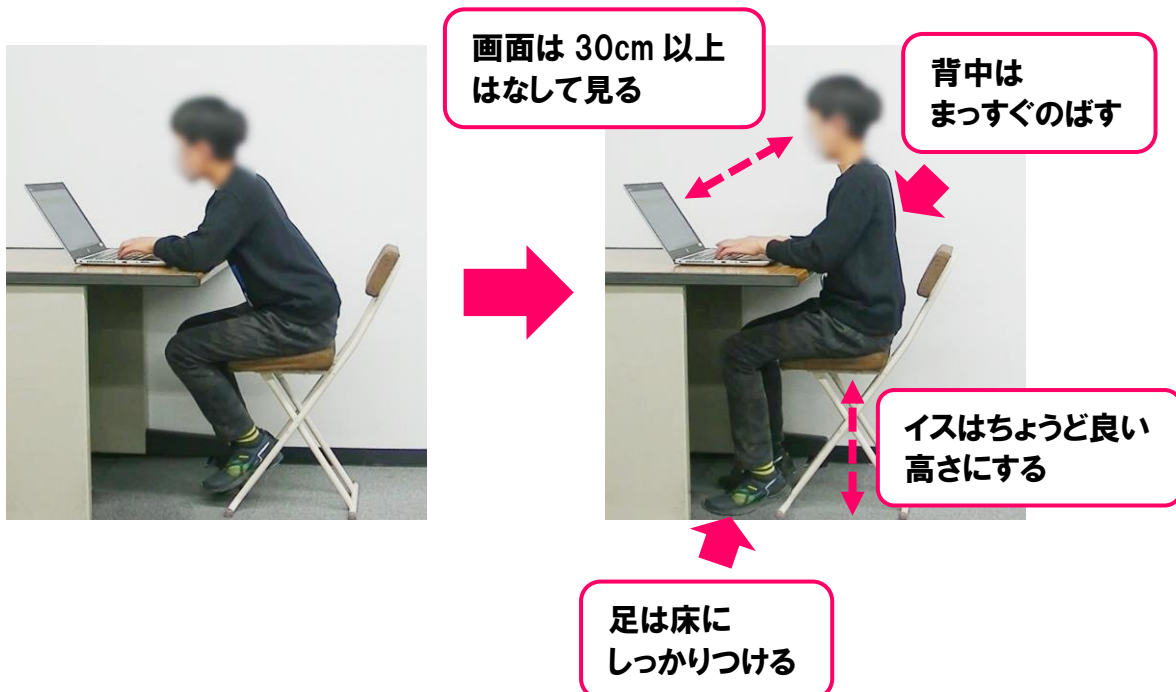 画面は 30cm 以上
はなして見る
背中は
まっすぐのばす
イスはちょうど良い
高さにする
足は床に
しっかりつける